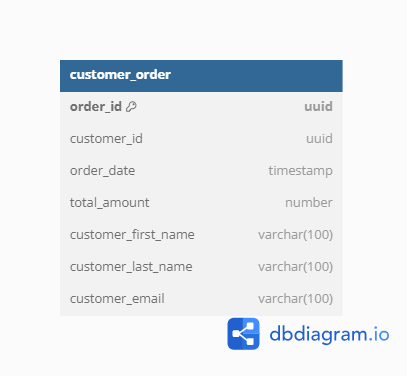 customer_order
order_id uuid
customer_id uuid
order_date timestamp
total_amount number
customer_first_name varchar(100)
customer_last_name varchar(100)
customer_email varchar(100)
dbdiagram.io